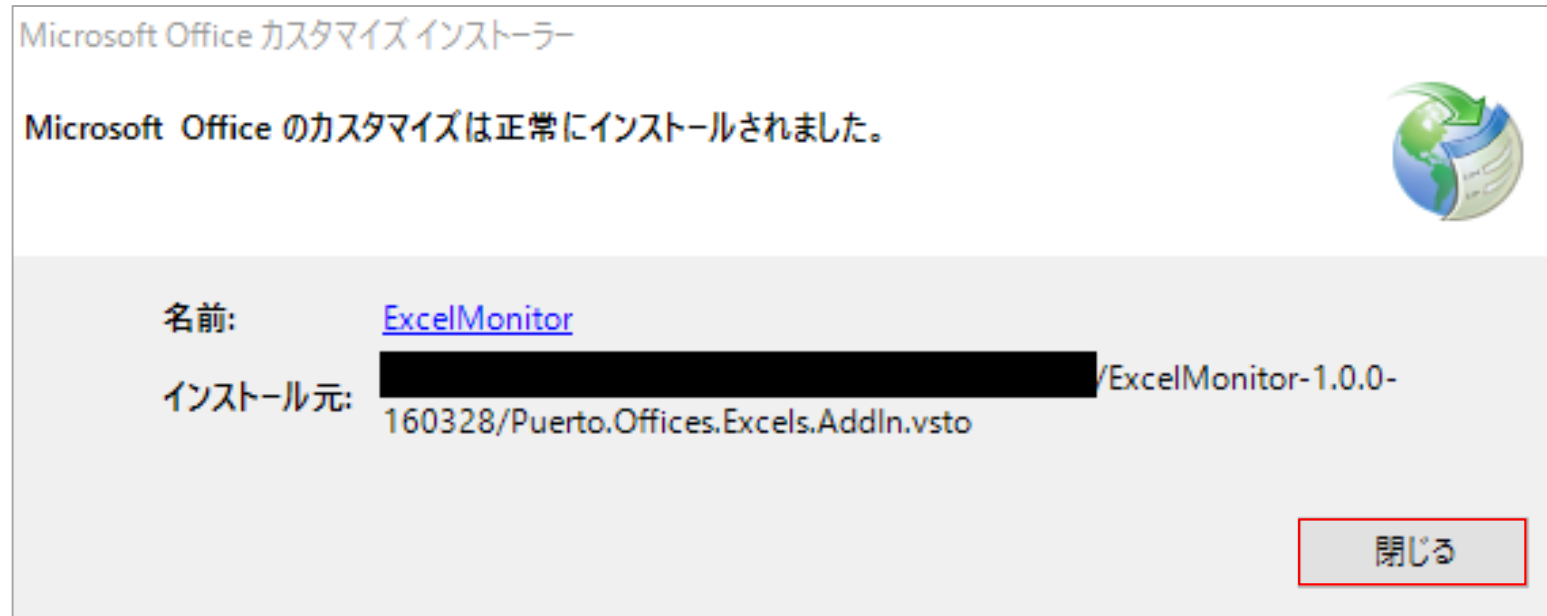 Microsoft Office カスタマイズ インストーラー
Microsoft Office のカスタマイズは正常にインストールされました。
名前: ExcelMonitor
インストール元: /ExcelMonitor-1.0.0-
160328/Puerto.Offices.Excels.AddIn.vsto
閉じる